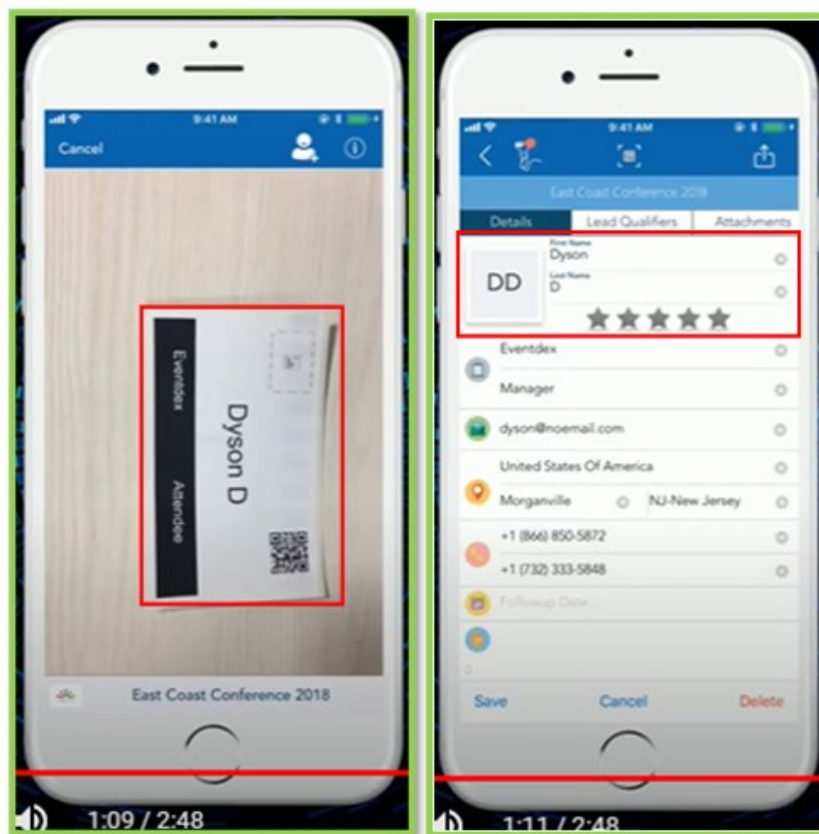 9:41 AM
Cancel
Eventdex Attendee
Dyson D
East Coast Conference 2018
1:09 / 2:48
9:41 AM
East Coast Conference 2018
Details Lead Qualifiers Attachments
First Name
Dyson
DD
Last Name
D
Eventdex
Manager
dyson@noemail.com
United States Of America
Morganville NJ-New Jersey
+1 (866) 850-5872
+1 (732) 333-5848
Followup Date
0
Save Cancel Delete
1:11 / 2:48